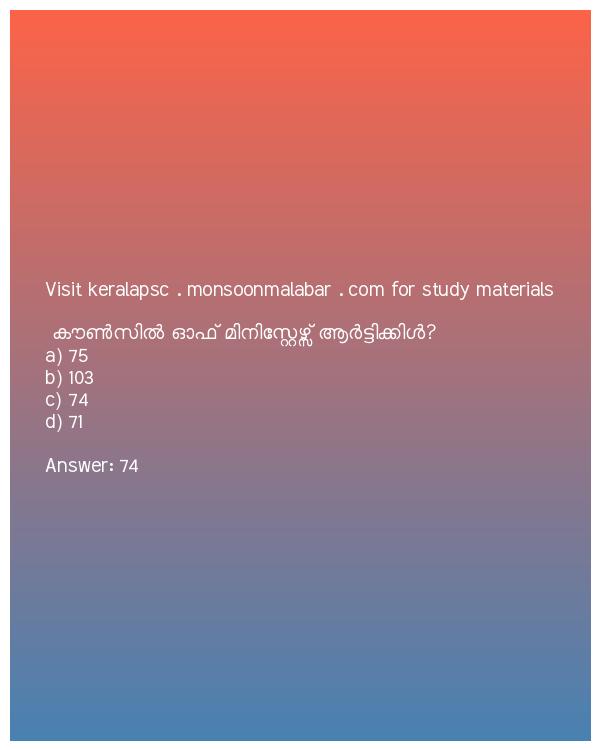 Visit keralapsc . monsoonmalabar . com for study materials
കൗൺസിൽ ഓഫ് മിനിസ്റ്റേഴ്സ് ആർട്ടിക്കിൾ?
a) 75
b) 103
c) 74
d) 71
Answer: 74